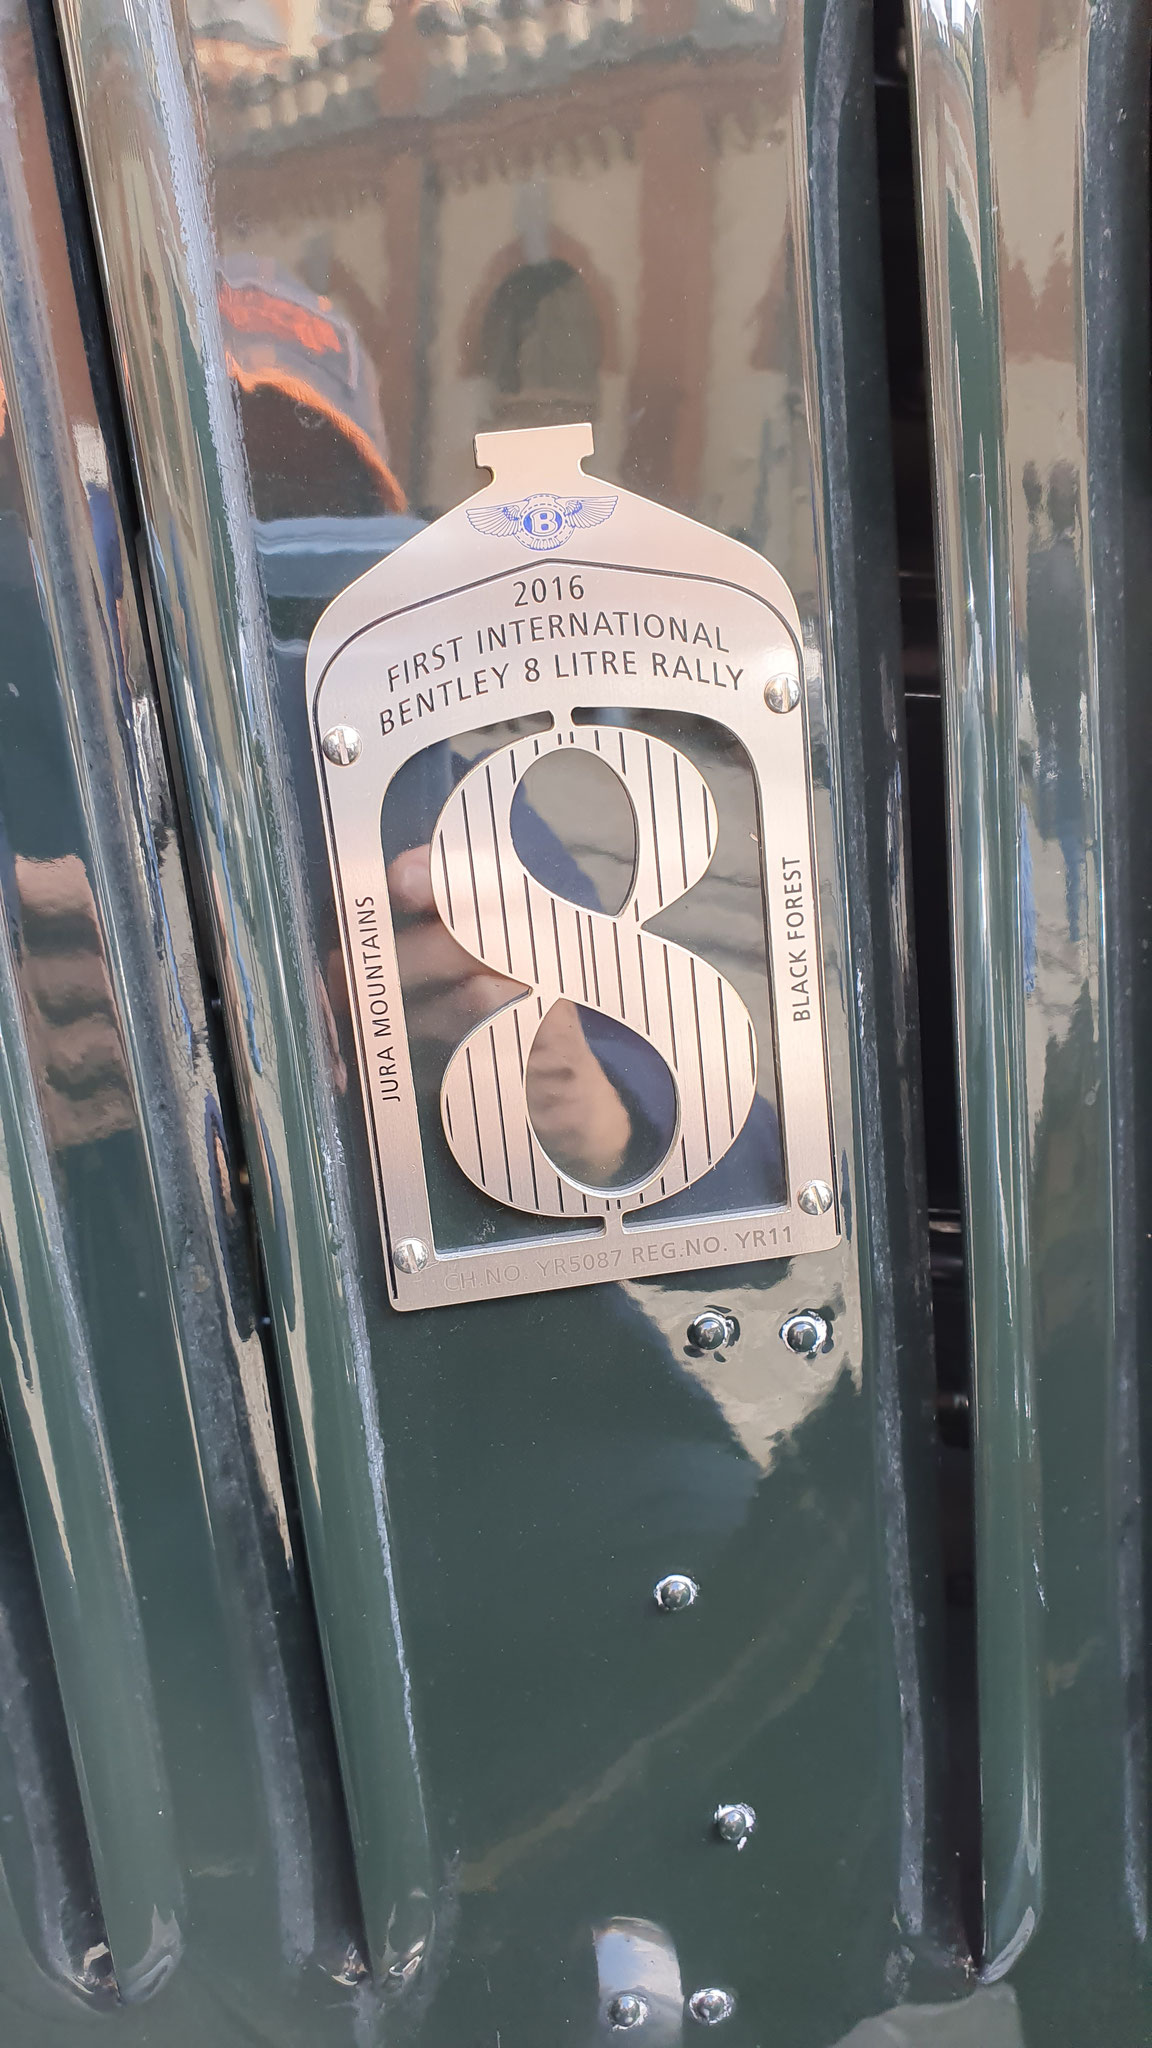 B
2016
FIRST INTERNATIONAL
BENTLEY 8 LITRE RALLY
8
JURA MOUNTAINS
BLACK FOREST
CH.NO. YR5087 REG.NO. YR11